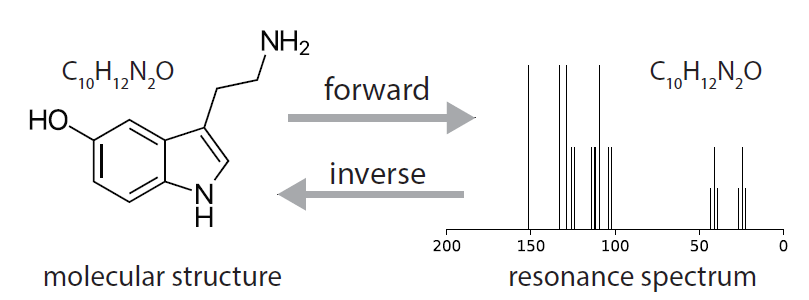 C10H12N2O
HO
NH2
N
H
molecular structure
forward
inverse
C10H12N2O
200 150 100 50 0
resonance spectrum